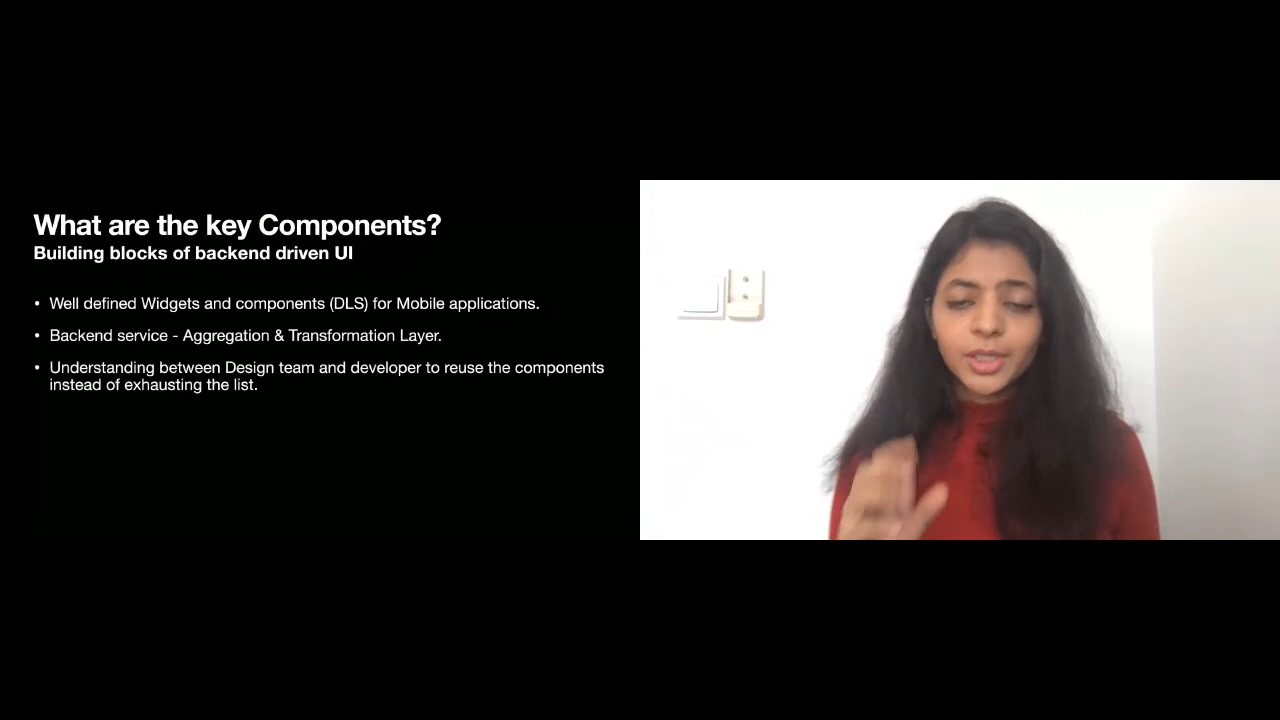 What are the key Components?
Building blocks of backend driven UI
• Well defined Widgets and components (DLS) for Mobile applications.
• Backend service - Aggregation & Transformation Layer.
• Understanding between Design team and developer to reuse the components
instead of exhausting the list.